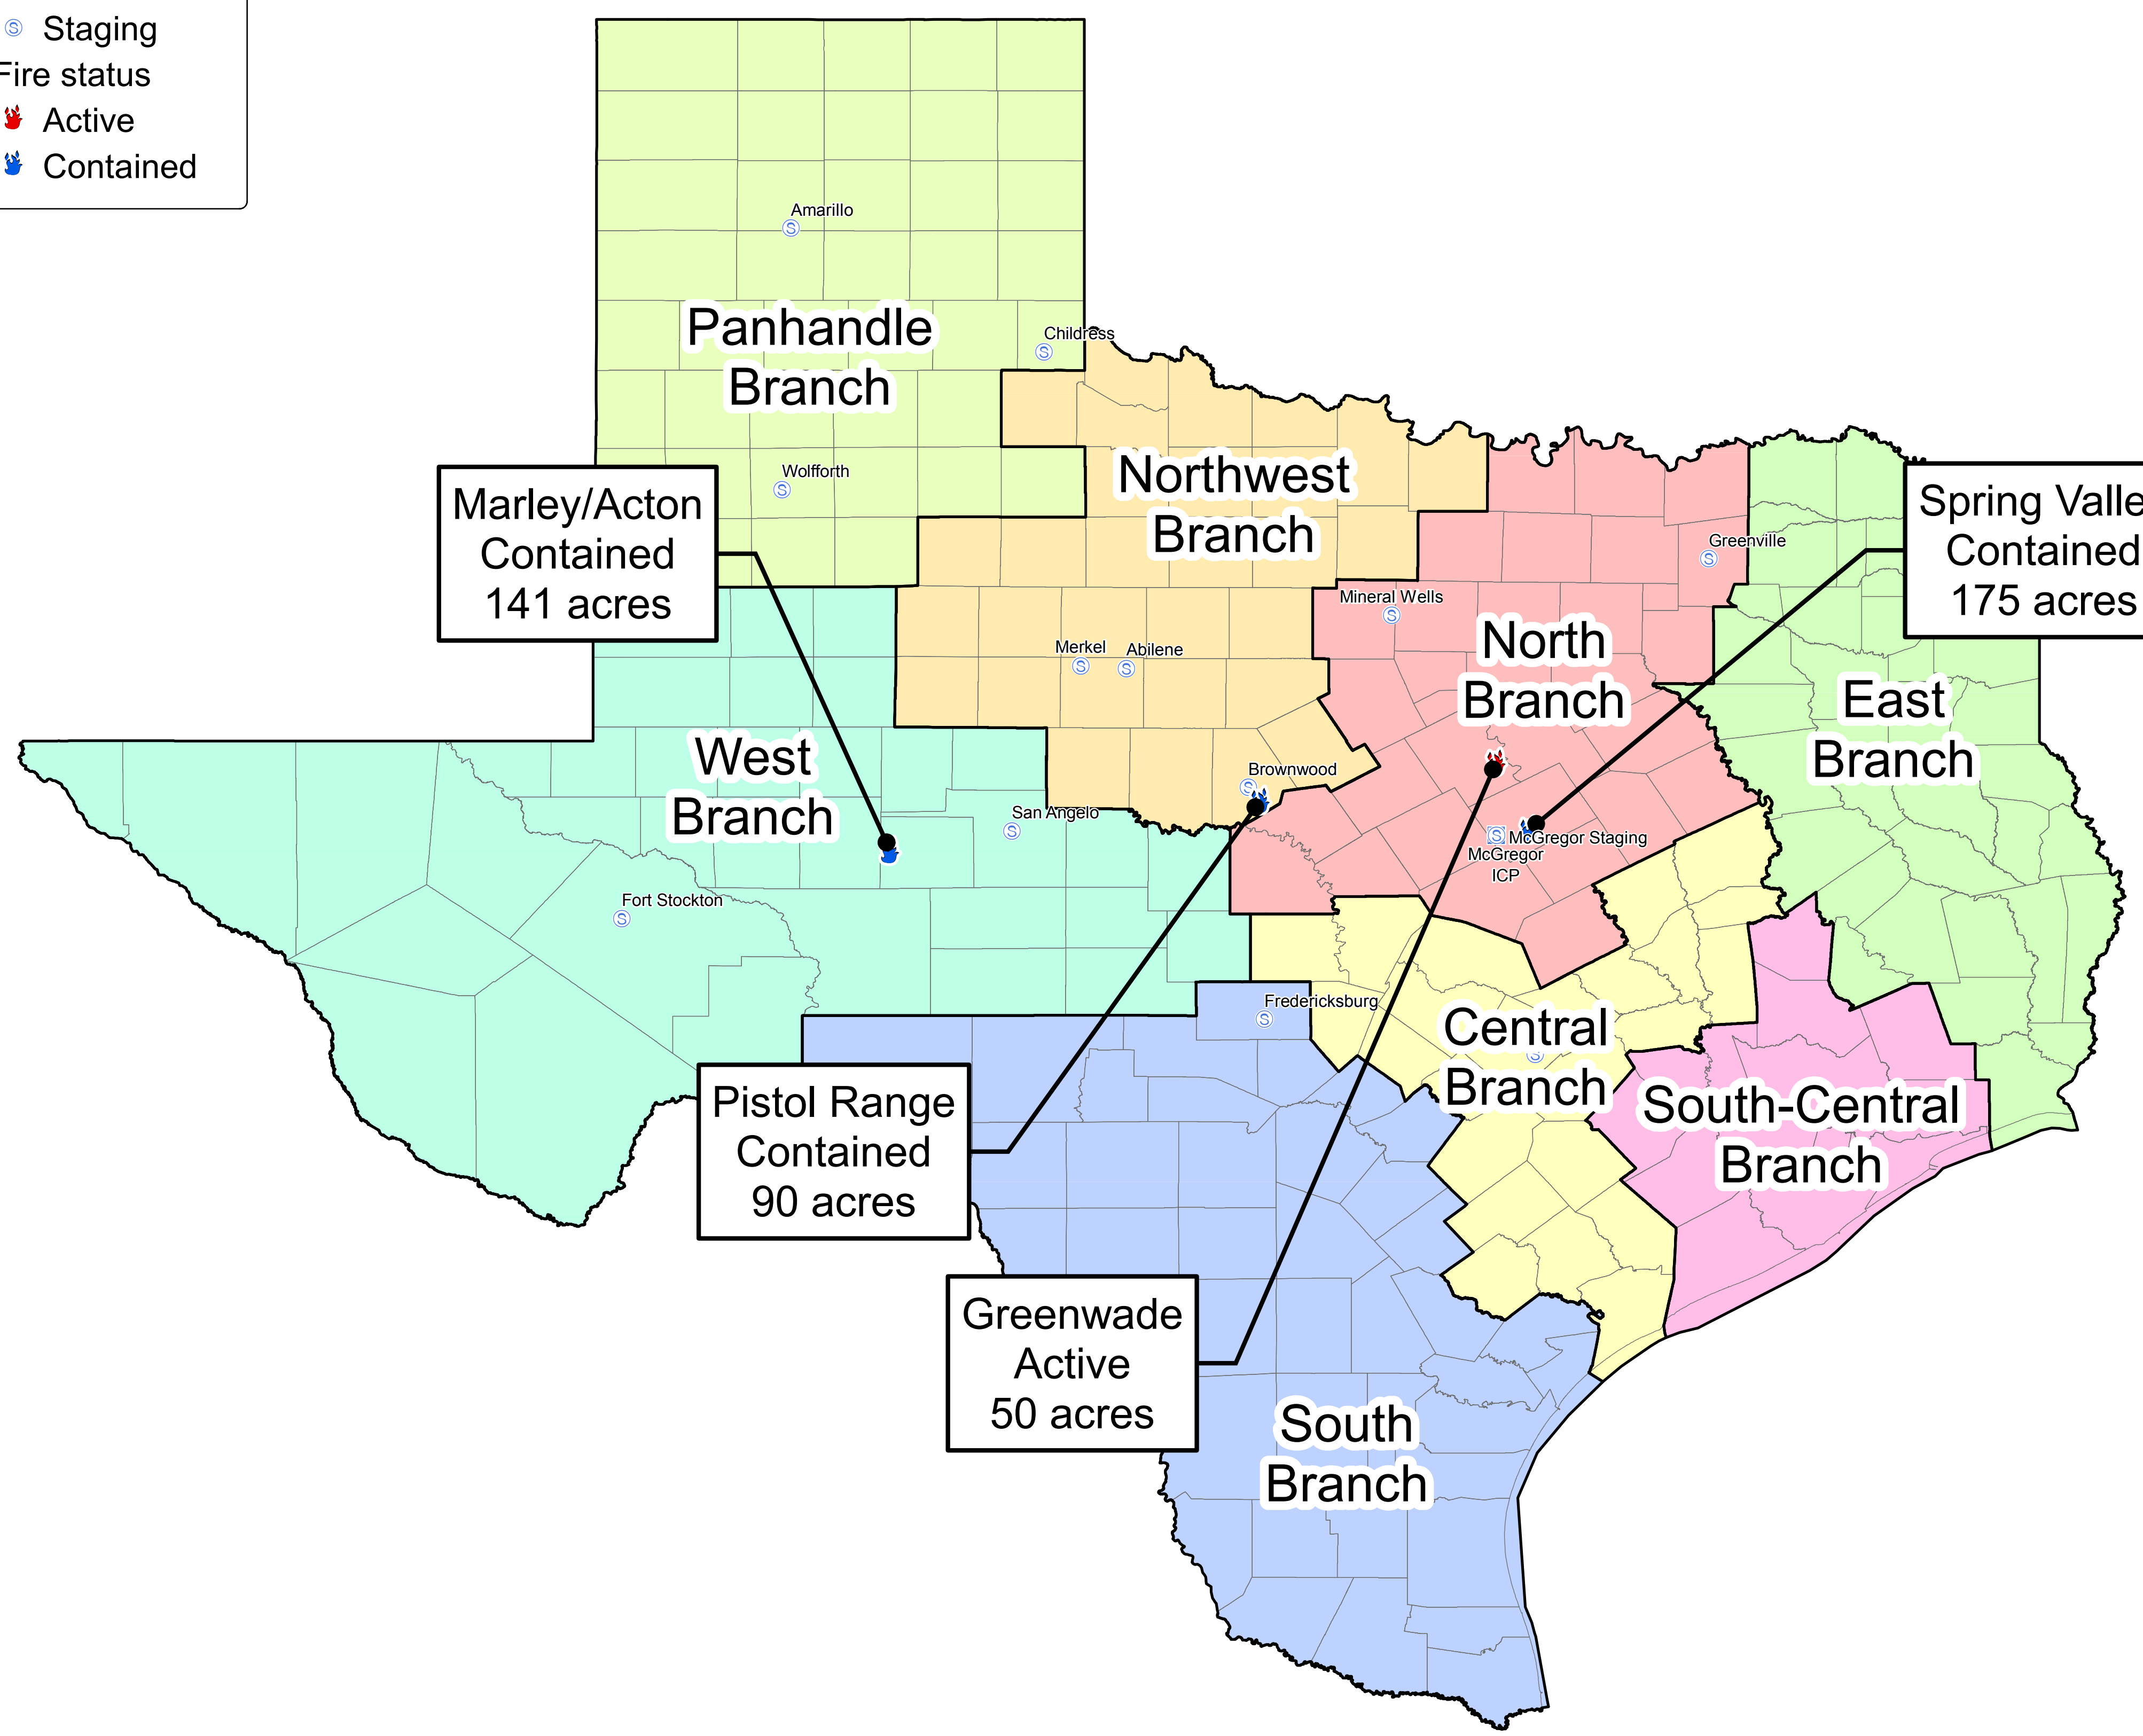 Staging
Fire status
Active
Contained
Amarillo
Panhandle
Branch
Childress
Wolfforth
Northwest
Branch
Marley/Acton
Contained
141 acres
Spring Valle
Contained
175 acres
Greenville
Mineral Wells
North
Branch
Merkel
Abilene
East
Branch
West
Branch
Brownwood
San Angelo
McGregor Staging
McGregor
ICP
Fort Stockton
Fredericksburg
Central
Branch
Pistol Range
Contained
90 acres
South-Central
Branch
Greenwade
Active
50 acres
South
Branch